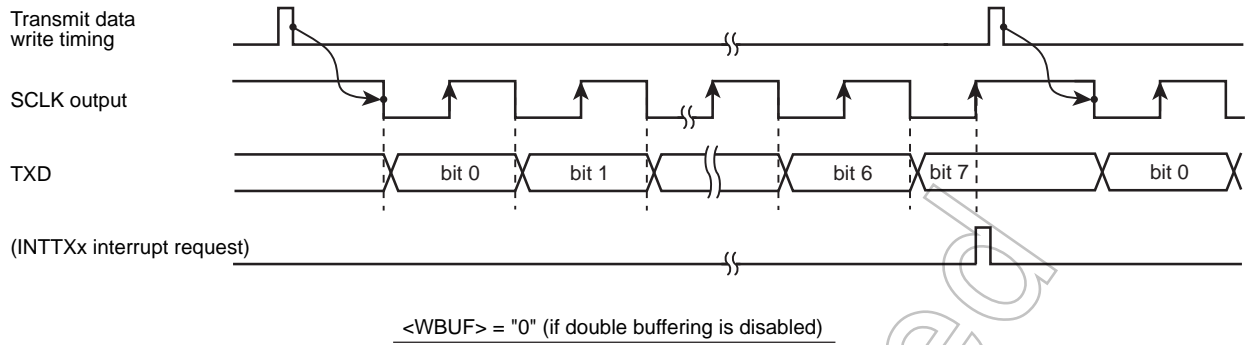 Transmit data
write timing
SCLK output
TXD
bit 0
bit 1
bit 6
bit 7
bit 0
(INTTXx interrupt request)
<WBUF> = "0" (if double buffering is disabled)